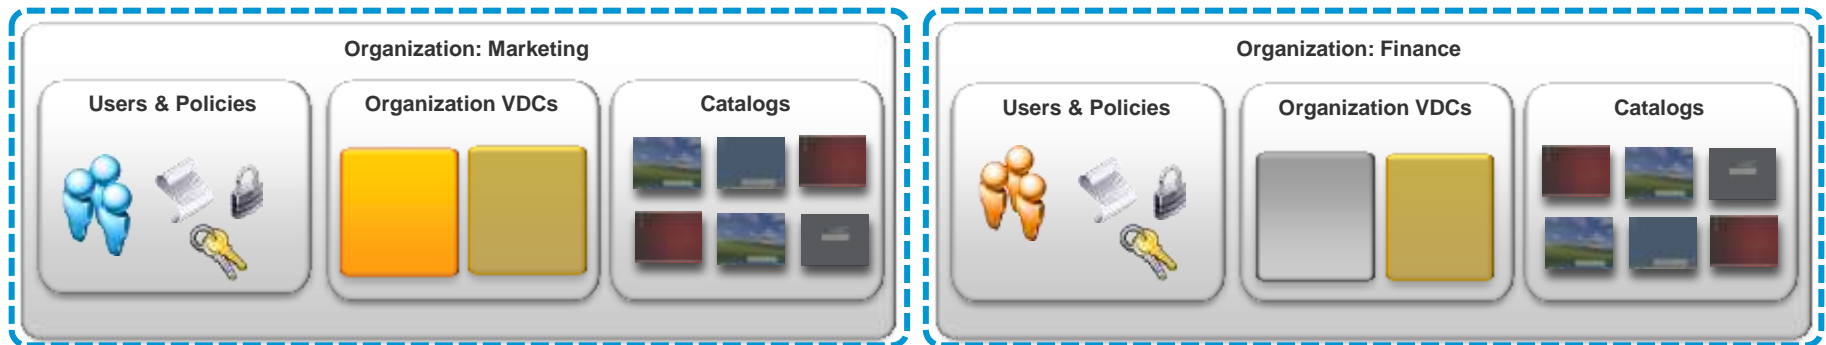 Organization: Marketing
Users & Policies
Organization VDCs
Catalogs
Organization: Finance
Users & Policies
Organization VDCs
Catalogs